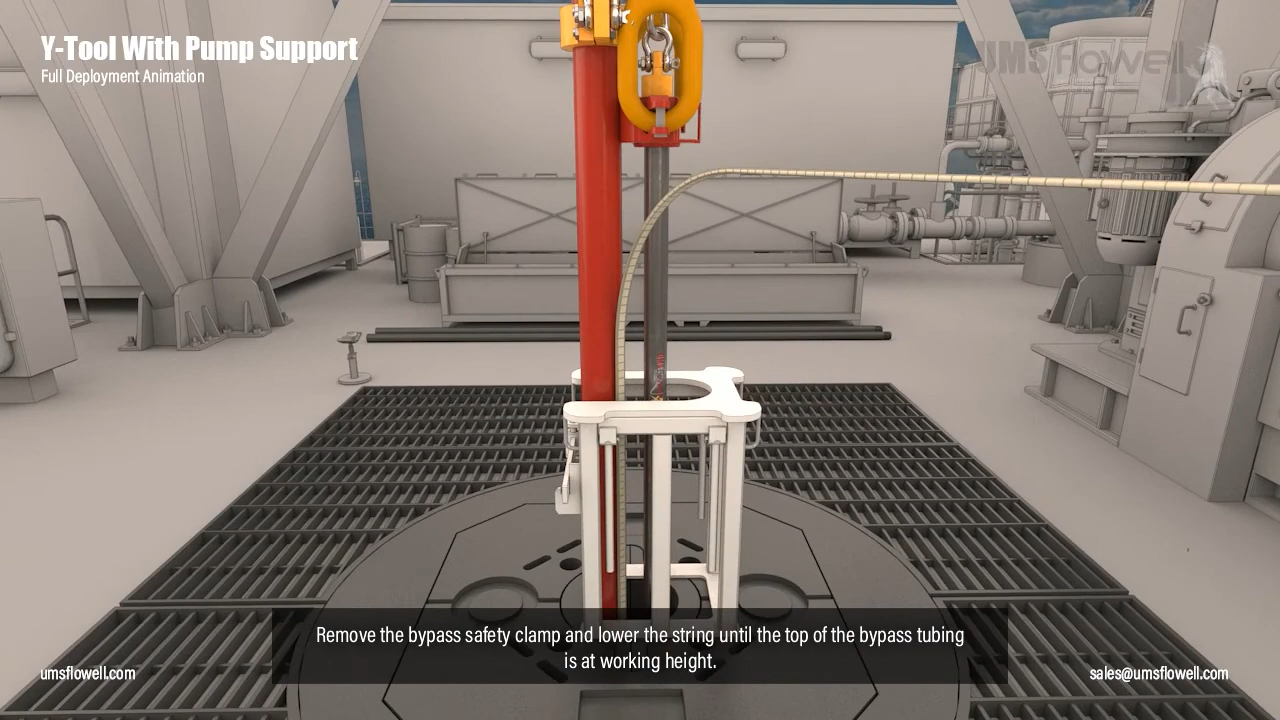 Y-Tool With Pump Support
Full Deployment Animation
UMS flowell
Remove the bypass safety clamp and lower the string until the top of the bypass tubing
is at working height.
umsflowell.com
sales@umsflowell.com